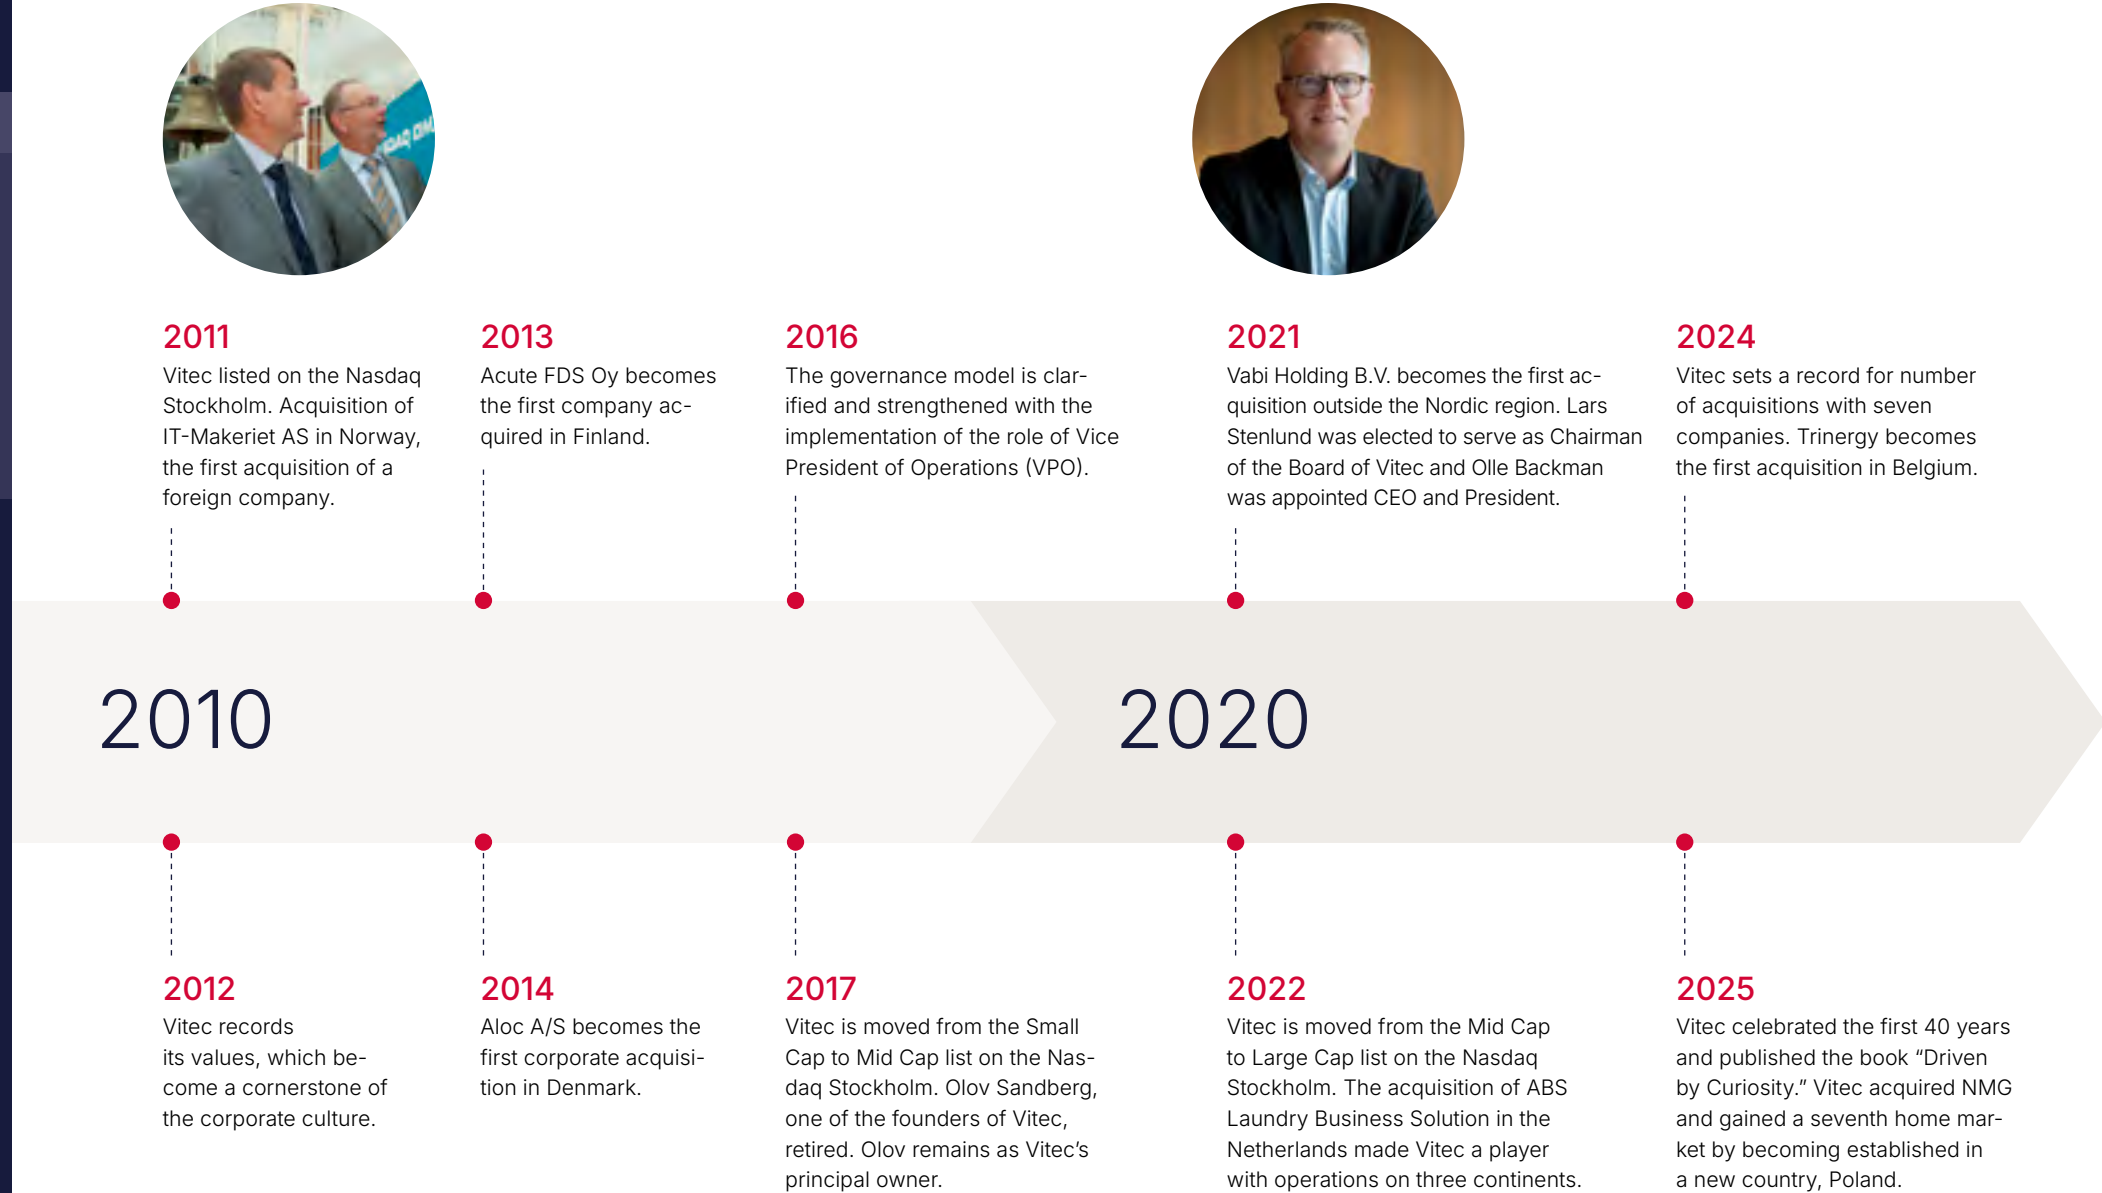 2011
Vitec listed on the Nasdaq
Stockholm. Acquisition of
IT-Makeriet AS in Norway,
the first acquisition of a
foreign company.
2013
Acute FDS Oy becomes
the first company ac-
quired in Finland.
2016
The governance model is clar-
ified and strengthened with the
implementation of the role of Vice
President of Operations (VPO).
2021
Vabi Holding B.V. becomes the first ac-
quisition outside the Nordic region. Lars
Stenlund was elected to serve as Chairman
of the Board of Vitec and Olle Backman
was appointed CEO and President.
2024
Vitec sets a record for number
of acquisitions with seven
companies. Trinergy becomes
the first acquisition in Belgium.
2010
2020
2012
Vitec records
its values, which be-
come a cornerstone of
the corporate culture.
2014
Aloc A/S becomes the
first corporate acquisi-
tion in Denmark.
2017
Vitec is moved from the Small
Cap to Mid Cap list on the Nas-
daq Stockholm. Olov Sandberg,
one of the founders of Vitec,
retired. Olov remains as Vitec’s
principal owner.
2022
Vitec is moved from the Mid Cap
to Large Cap list on the Nasdaq
Stockholm. The acquisition of ABS
Laundry Business Solution in the
Netherlands made Vitec a player
with operations on three continents.
2025
Vitec celebrated the first 40 years
and published the book “Driven
by Curiosity.” Vitec acquired NMG
and gained a seventh home mar-
ket by becoming established in
a new country, Poland.